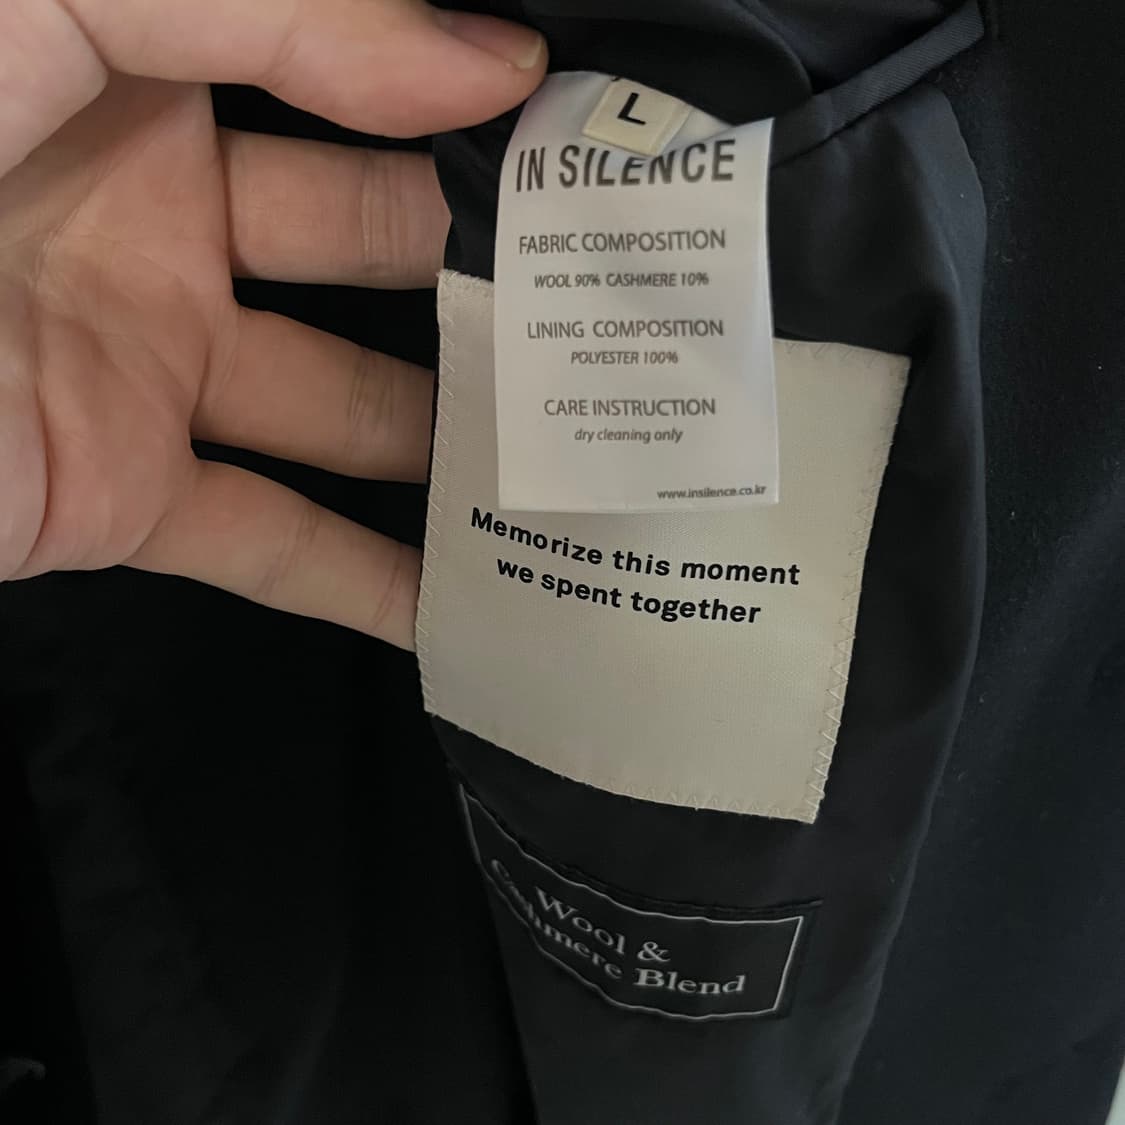 L
IN SILENCE
FABRIC COMPOSITION
WOOL 90% CASHMERE 10%
LINING COMPOSITION
POLYESTER 100%
CARE INSTRUCTION
dry cleaning only
www.insilence.co.kr
Memorize this moment
we spent together
Wool &
Cashmere Blend